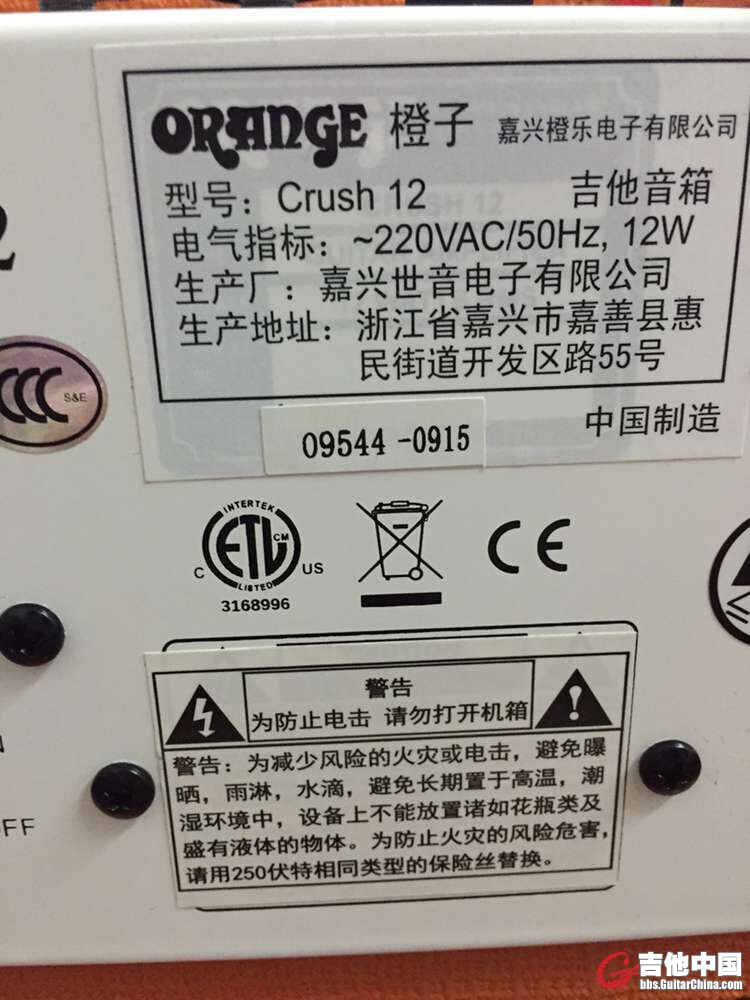 ORANGE 橙子 嘉兴橙乐电子有限公司
型号：Crush 12 吉他音箱
电气指标：~220VAC/50Hz, 12W
生产厂：嘉兴世音电子有限公司
生产地址：浙江省嘉兴市嘉善县惠
民街道开发区路55号
CCC S&E
09544 -0915
中国制造
INTERTEK
ETL CM
C US
LISTED
3168996
CE
警告
为防止电击 请勿打开机箱
警告：为减少风险的火灾或电击，避免曝
晒，雨淋，水滴，避免长期置于高温，潮
湿环境中，设备上不能放置诸如花瓶类及
盛有液体的物体。为防止火灾的风险危害，
请用250伏特相同类型的保险丝替换。
FF
吉他中国
bbs.GuitarChina.com